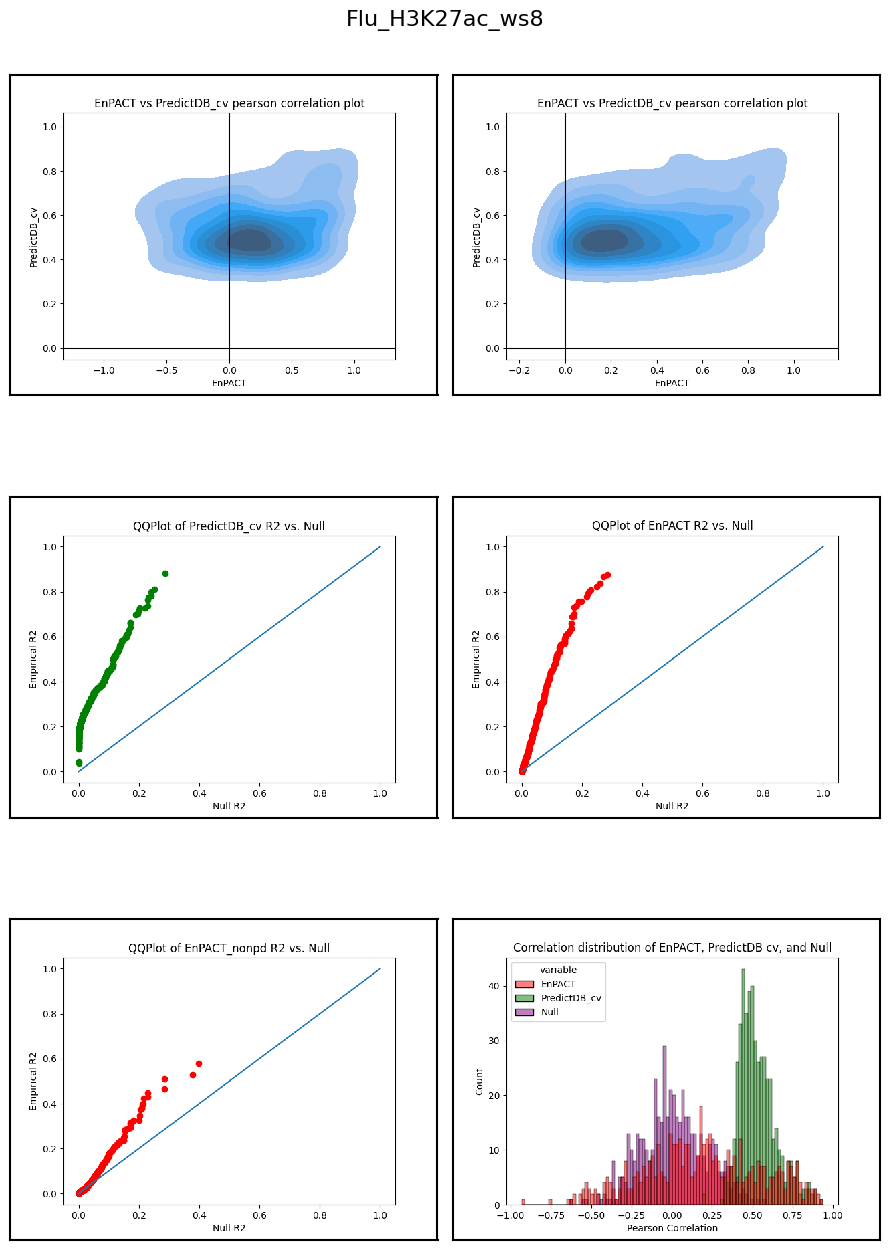 Flu_H3K27ac_ws8
EnPACT vs PredictDB_cv pearson correlation plot
1.0
0.8
0.6
0.4
0.2
0.0
PredictDB_cv
−1.0 −0.5 0.0 0.5 1.0
EnPACT
EnPACT vs PredictDB_cv pearson correlation plot
1.0
0.8
0.6
0.4
0.2
0.0
PredictDB_cv
−0.2 0.0 0.2 0.4 0.6 0.8 1.0
EnPACT
QQPlot of PredictDB_cv R2 vs. Null
1.0
0.8
0.6
0.4
0.2
0.0
Empirical R2
0.0 0.2 0.4 0.6 0.8 1.0
Null R2
QQPlot of EnPACT R2 vs. Null
1.0
0.8
0.6
0.4
0.2
0.0
Empirical R2
0.0 0.2 0.4 0.6 0.8 1.0
Null R2
QQPlot of EnPACT_nonpd R2 vs. Null
1.0
0.8
0.6
0.4
0.2
0.0
Empirical R2
0.0 0.2 0.4 0.6 0.8 1.0
Null R2
Correlation distribution of EnPACT, PredictDB cv, and Null
variable
EnPACT
PredictDB_cv
Null
40
30
20
10
0
Count
−1.00 −0.75 −0.50 −0.25 0.00 0.25 0.50 0.75 1.00
Pearson Correlation